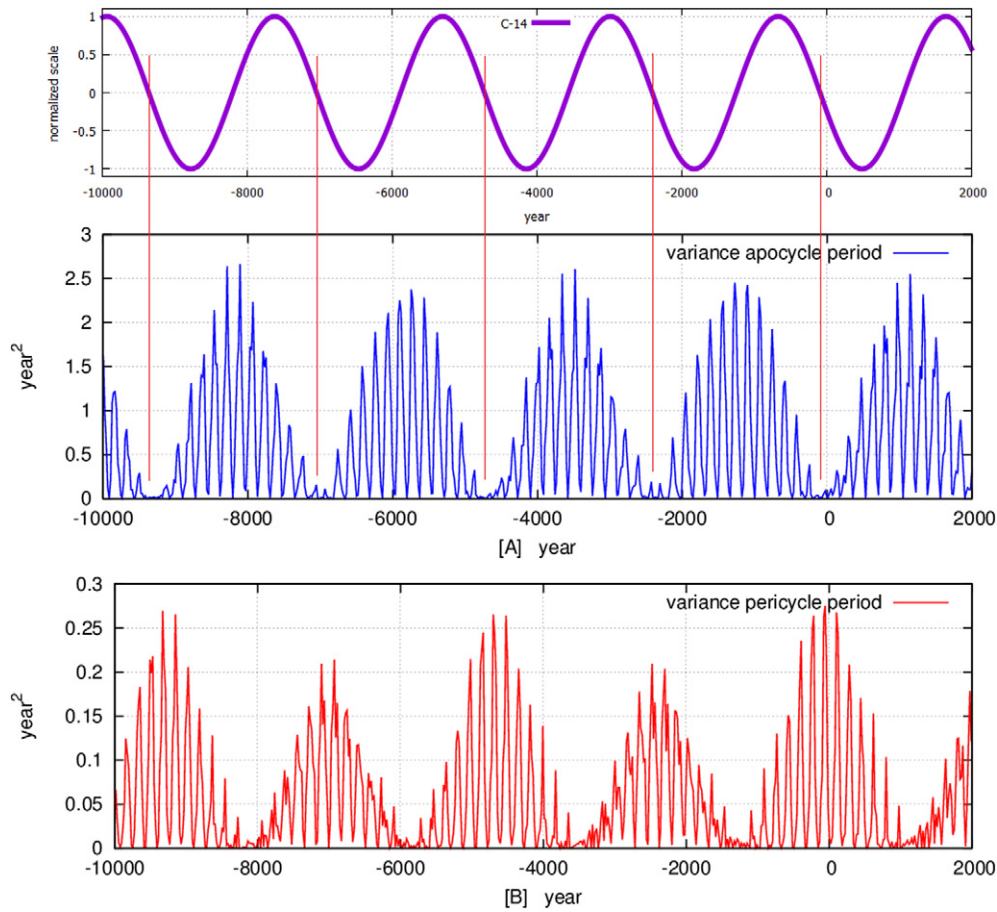 C-14
1
0.5
0
-0.5
-1
normalized scale
-10000 -8000 -6000 -4000 -2000 0 2000
year
variance apocycle period
3
2.5
2
1.5
1
0.5
0
year2
-10000 -8000 -6000 -4000 -2000 0 2000
[A] year
variance pericycle period
0.3
0.25
0.2
0.15
0.1
0.05
0
year2
-10000 -8000 -6000 -4000 -2000 0 2000
[B] year